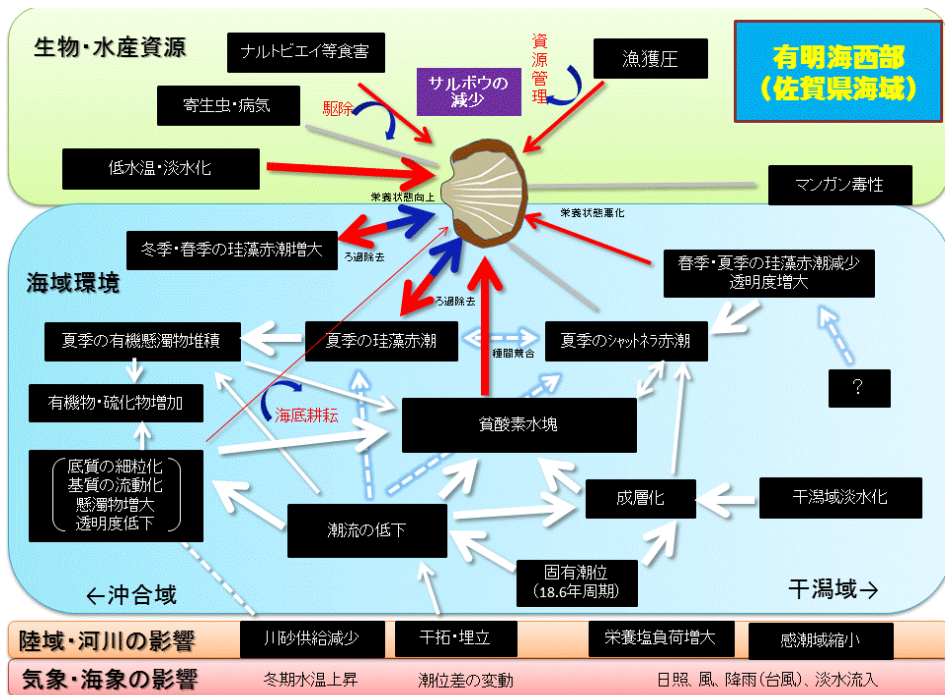 生物・水産資源
ナルトビエイ等食害
資源管理
漁獲圧
有明海西部
(佐賀県海域)
サルボウの
減少
寄生虫・病気
駆除
低水温・淡水化
マンガン毒性
栄養状態向上
栄養状態悪化
冬季・春季の珪藻赤潮増大
ろ過除去
春季・夏季の珪藻赤潮減少
透明度増大
海域環境
ろ過除去
夏季の有機懸濁物堆積
夏季の珪藻赤潮
種間競合
夏季のシャットネラ赤潮
?
有機物・硫化物増加
海底耕耘
貧酸素水塊
底質の細粒化
基質の流動化
懸濁物増大
透明度低下
潮流の低下
成層化
干潟域淡水化
固有潮位
(18.6年周期)
←沖合域
干潟域→
陸域・河川の影響
川砂供給減少
干拓・埋立
栄養塩負荷増大
感潮域縮小
気象・海象の影響
冬期水温上昇
潮位差の変動
日照、風、降雨(台風)、淡水流入